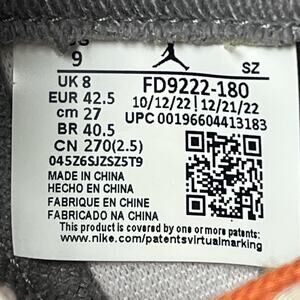 9 SZ
UK 8 FD9222-180
EUR 42.5 10/12/22 12/21/22
cm 27 UPC 00196604413183
BR 40.5
CN 270(2.5)
045Z6SJZSZ5T9
MADE IN CHINA
HECHO EN CHINA
FABRIQUE EN CHINE
FABRICADO NA CHINA
This product is covered by one or more patents:
www.nike.com/patentsvirtualmarking